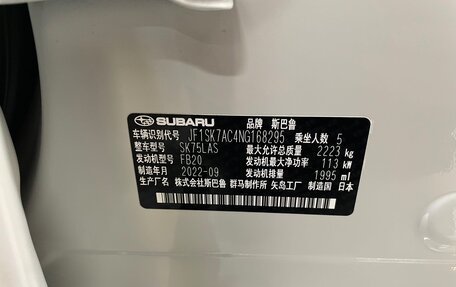 SUBARU 品牌 斯巴鲁
车辆识别代号 JF1SK7AC4NG168295 乘坐人数 5
整车型号 SK75LAS 最大允许总质量 2223 kg
发动机型号 FB20 发动机最大净功率 113 kW
制造年月 2022-09 发动机排量 1995 ml
生产厂名 株式会社斯巴鲁 群马制作所 矢岛工厂 制造国 日本